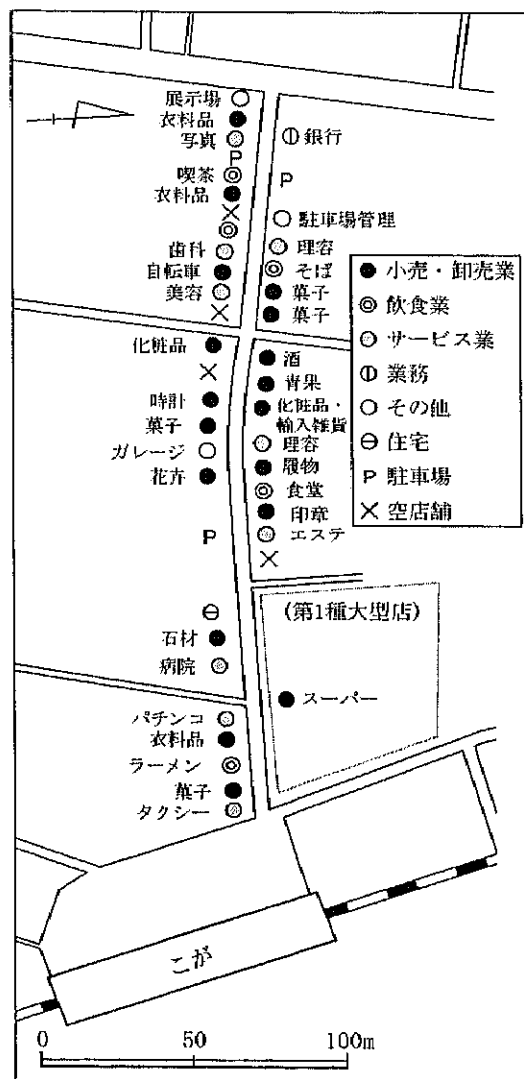 展示場
衣料品
写真
P
喫茶
衣料品
歯科
自転車
美容
化粧品
時計
菓子
ガレージ
花卉
P
石材
病院
パチンコ
衣料品
ラーメン
菓子
タクシー
銀行
P
駐車場管理
理容
そば
菓子
菓子
酒
青果
化粧品・
輸入雑貨
理容
履物
食堂
印章
エステ
(第1種大型店)
スーパー
小売・卸売業
飲食業
サービス業
業務
その他
住宅
P 駐車場
空店舗
こが
0 50 100m